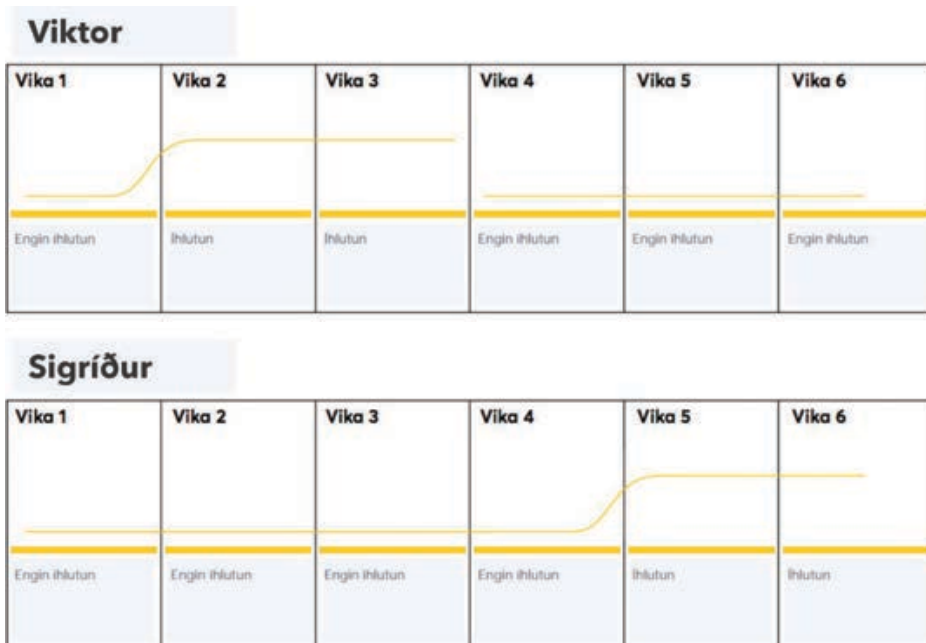 Viktor
Vika 1 Vika 2 Vika 3 Vika 4 Vika 5 Vika 6
Engin íhlutun Íhlutun Íhlutun Engin íhlutun Engin íhlutun Engin íhlutun
Sigríður
Vika 1 Vika 2 Vika 3 Vika 4 Vika 5 Vika 6
Engin íhlutun Engin íhlutun Engin íhlutun Engin íhlutun Íhlutun Íhlutun